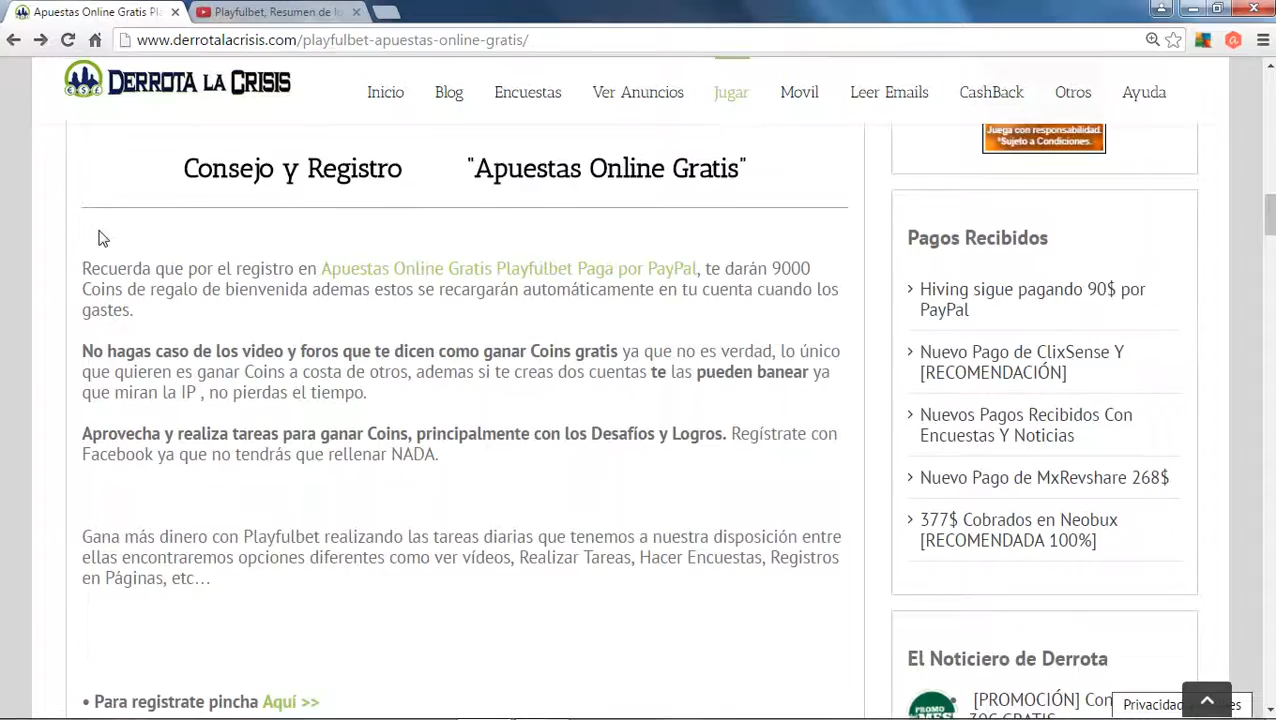 Apuestas Online Gratis Pl
Playfulbet, Resumen de lo
www.derrotalacrisis.com/playfulbet-apuestas-online-gratis/
DERROTA LA CRISIS
Inicio Blog Encuestas Ver Anuncios Jugar Movil Leer Emails CashBack Otros Ayuda
Consejo y Registro "Apuestas Online Gratis"
Recuerda que por el registro en Apuestas Online Gratis Playfulbet Paga por PayPal, te darán 9000
Coins de regalo de bienvenida ademas estos se recargarán automáticamente en tu cuenta cuando los
gastes.
No hagas caso de los video y foros que te dicen como ganar Coins gratis ya que no es verdad, lo único
que quieren es ganar Coins a costa de otros, ademas si te creas dos cuentas te las pueden banear ya
que miran la IP , no pierdas el tiempo.
Aprovecha y realiza tareas para ganar Coins, principalmente con los Desafíos y Logros. Regístrate con
Facebook ya que no tendrás que rellenar NADA.
Gana más dinero con Playfulbet realizando las tareas diarias que tenemos a nuestra disposición entre
ellas encontraremos opciones diferentes como ver vídeos, Realizar Tareas, Hacer Encuestas, Registros
en Páginas, etc…
• Para registrate pincha Aquí >>
Juega con responsabilidad.
*Sujeto a Condiciones.
Pagos Recibidos
Hiving sigue pagando 90$ por
PayPal
Nuevo Pago de ClixSense Y
[RECOMENDACIÓN]
Nuevos Pagos Recibidos Con
Encuestas Y Noticias
Nuevo Pago de MxRevshare 268$
377$ Cobrados en Neobux
[RECOMENDADA 100%]
El Noticiero de Derrota
PROMO
[PROMOCIÓN] Con
Privacidad